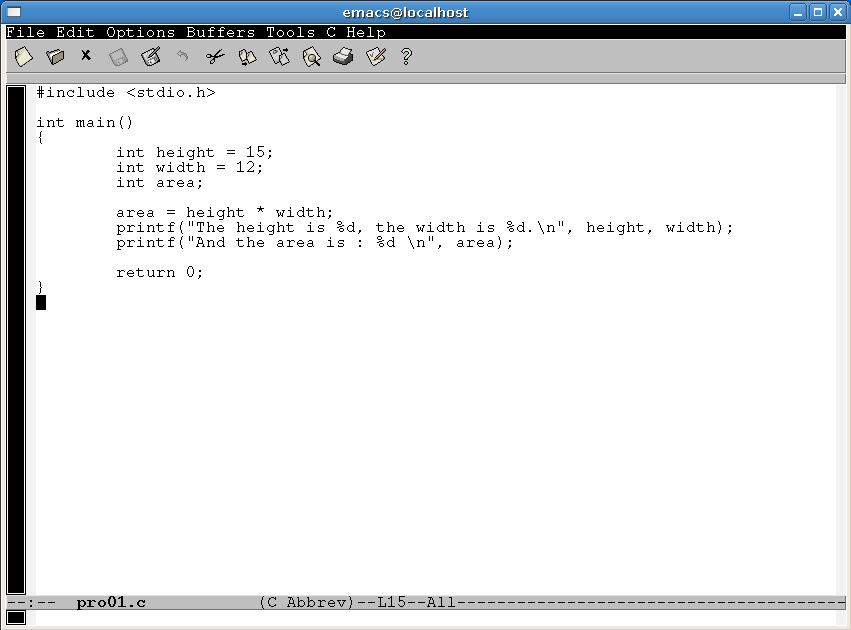 emacs@localhost
File Edit Options Buffers Tools C Help
#include <stdio.h>
int main()
{
        int height = 15;
        int width = 12;
        int area;
        area = height * width;
        printf("The height is %d, the width is %d.\n", height, width);
        printf("And the area is : %d \n", area);
        return 0;
}
--:--  pro01.c          (C Abbrev)--L15--All---------------------------------------